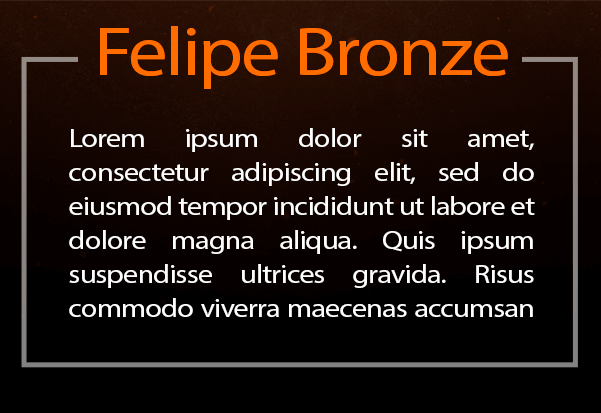 Felipe Bronze
Lorem ipsum dolor sit amet,
consectetur adipiscing elit, sed do
eiusmod tempor incididunt ut labore et
dolore magna aliqua. Quis ipsum
suspendisse ultrices gravida. Risus
commodo viverra maecenas accumsan